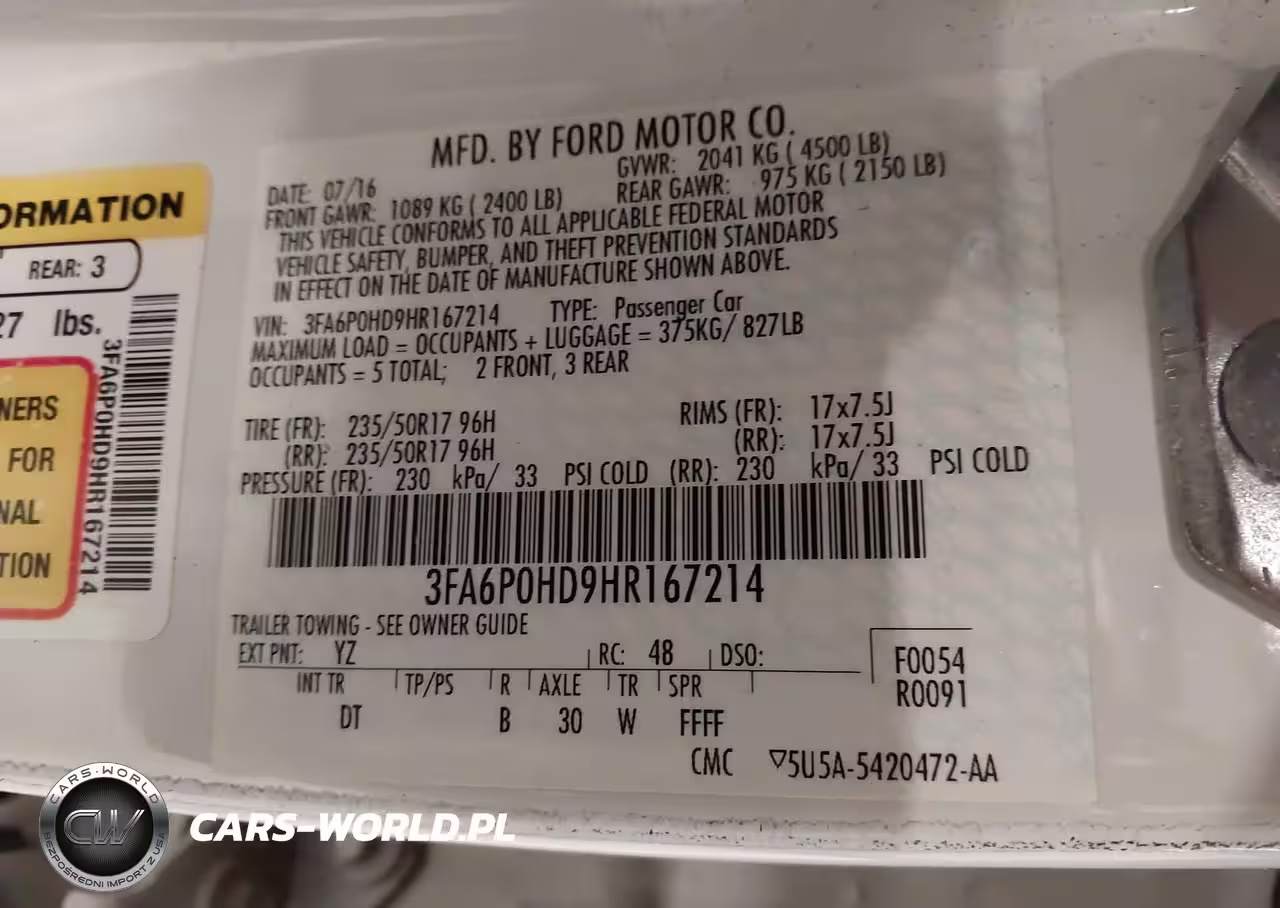 MFD. BY FORD MOTOR CO.
DATE: 07/16 GVWR: 2041 KG ( 4500 LB)
FRONT GAWR: 1089 KG ( 2400 LB) REAR GAWR: 975 KG ( 2150 LB)
THIS VEHICLE CONFORMS TO ALL APPLICABLE FEDERAL MOTOR
VEHICLE SAFETY, BUMPER, AND THEFT PREVENTION STANDARDS
IN EFFECT ON THE DATE OF MANUFACTURE SHOWN ABOVE.
VIN: 3FA6P0HD9HR167214 TYPE: Passenger Car
MAXIMUM LOAD = OCCUPANTS + LUGGAGE = 375KG/ 827LB
OCCUPANTS = 5 TOTAL; 2 FRONT, 3 REAR
TIRE (FR): 235/50R17 96H RIMS (FR): 17x7.5J
(RR): 235/50R17 96H (RR): 17x7.5J
PRESSURE (FR): 230 kPa/ 33 PSI COLD (RR): 230 kPa/ 33 PSI COLD
3FA6P0HD9HR167214
TRAILER TOWING - SEE OWNER GUIDE
EXT PNT: YZ RC: 48 DSO:
F0054
R0091
INT TR TP/PS R AXLE TR SPR
DT B 30 W FFFF
CMC ▽5U5A-5420472-AA
ORMATION
REAR: 3
27 lbs.
3FA6P0HD9HR167214
NERS
FOR
NAL
TION
CARS-WORLD
CW
BEZPOŚREDNI IMPORT Z USA
CARS-WORLD.PL